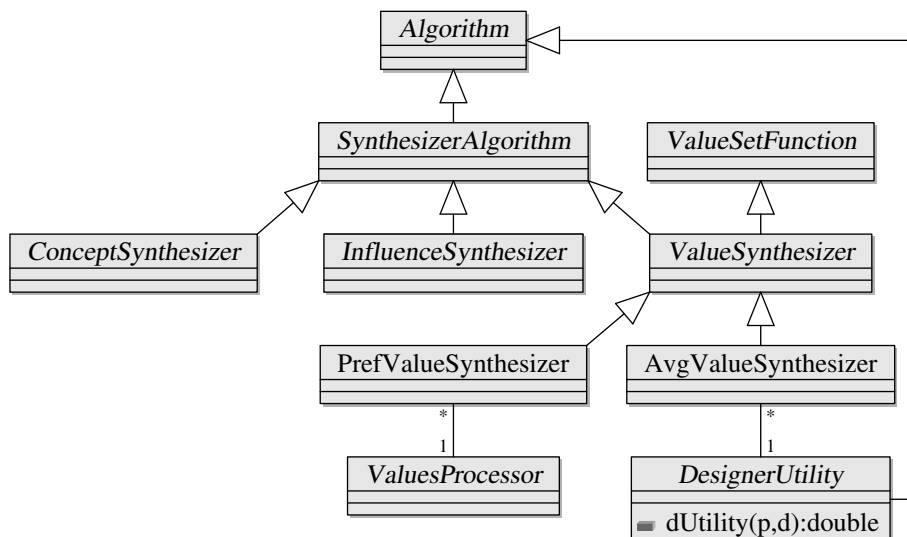 Algorithm
SynthesizerAlgorithm
ValueSetFunction
ConceptSynthesizer
InfluenceSynthesizer
ValueSynthesizer
PrefValueSynthesizer
AvgValueSynthesizer
*
*
1
1
ValuesProcessor
DesignerUtility
dUtility(p,d):double